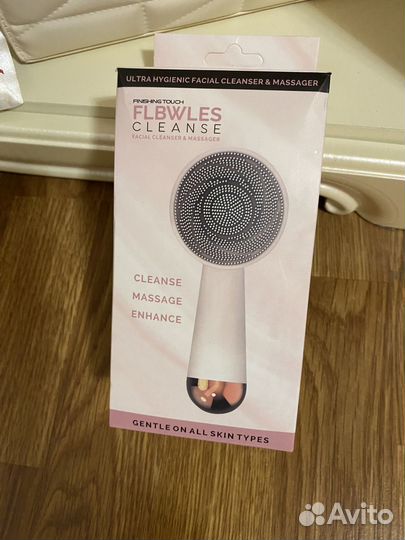 ULTRA HYGIENIC FACIAL CLEANSER & MASSAGER
FINISHING TOUCH
FLBWLES
CLEANSE
FACIAL CLEANSER & MASSAGER
CLEANSE
MASSAGE
ENHANCE
GENTLE ON ALL SKIN TYPES
Avito